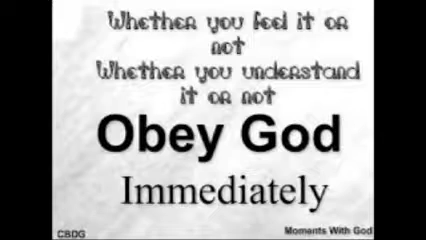 Whether you feel it or
not
Whether you understand
it or not
Obey God
Immediately
CBDG
Moments With God